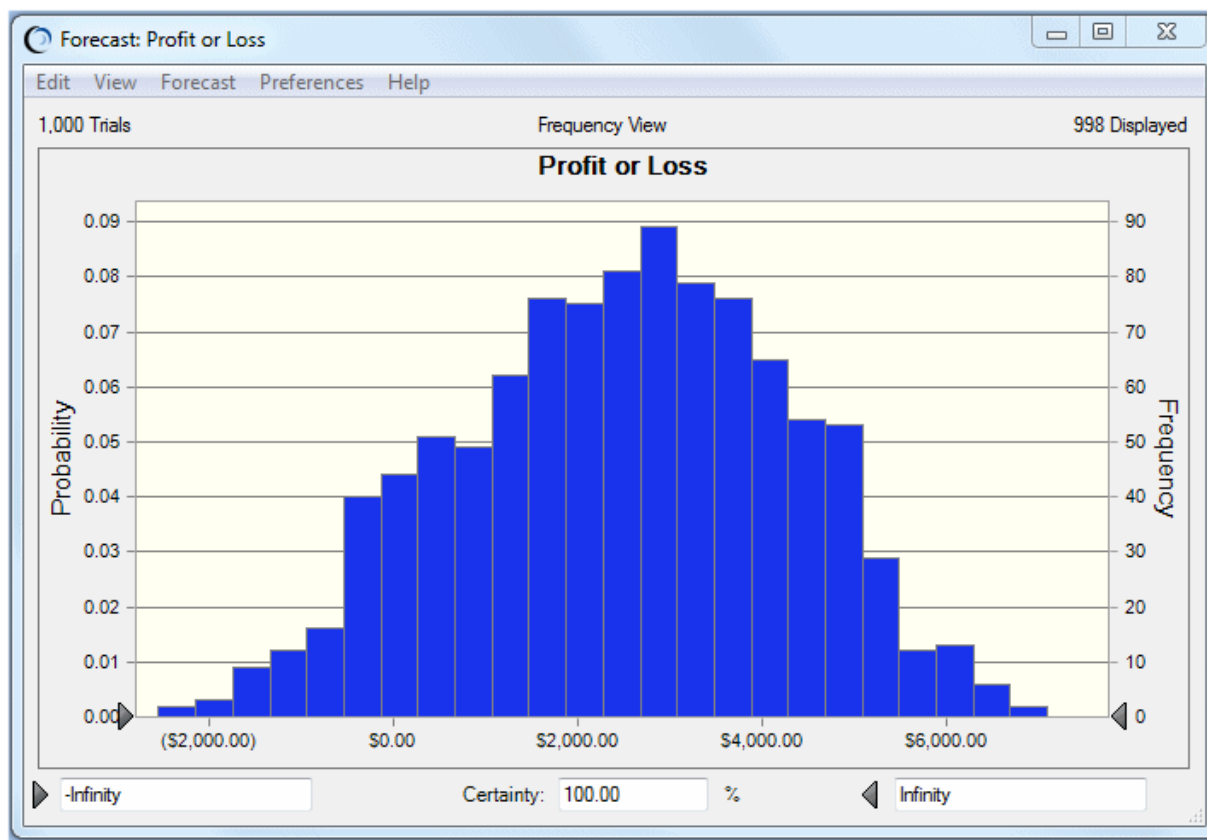 Forecast: Profit or Loss
Edit View Forecast Preferences Help
1,000 Trials Frequency View 998 Displayed
Profit or Loss
0.09 90
0.08 80
0.07 70
0.06 60
0.05 50
0.04 40
0.03 30
0.02 20
0.01 10
0.00 0
Probability
Frequency
($2,000.00) $0.00 $2,000.00 $4,000.00 $6,000.00
-Infinity Certainty: 100.00 % Infinity